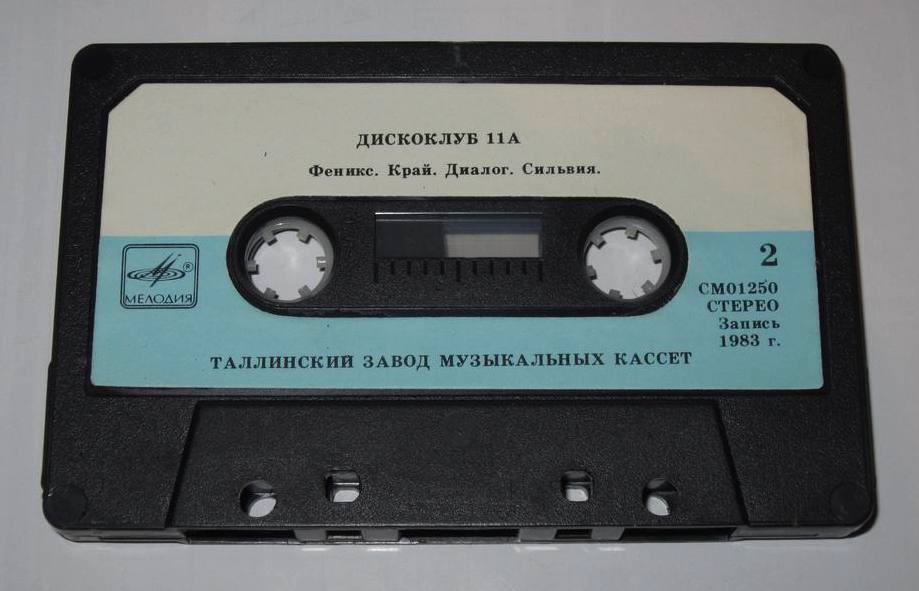 ДИСКОКЛУБ 11А
Феникс. Край. Диалог. Сильвия.
2
СМ01250
СТЕРЕО
Запись
1983 г.
® 
МЕЛОДИЯ
ТАЛЛИНСКИЙ ЗАВОД МУЗЫКАЛЬНЫХ КАССЕТ